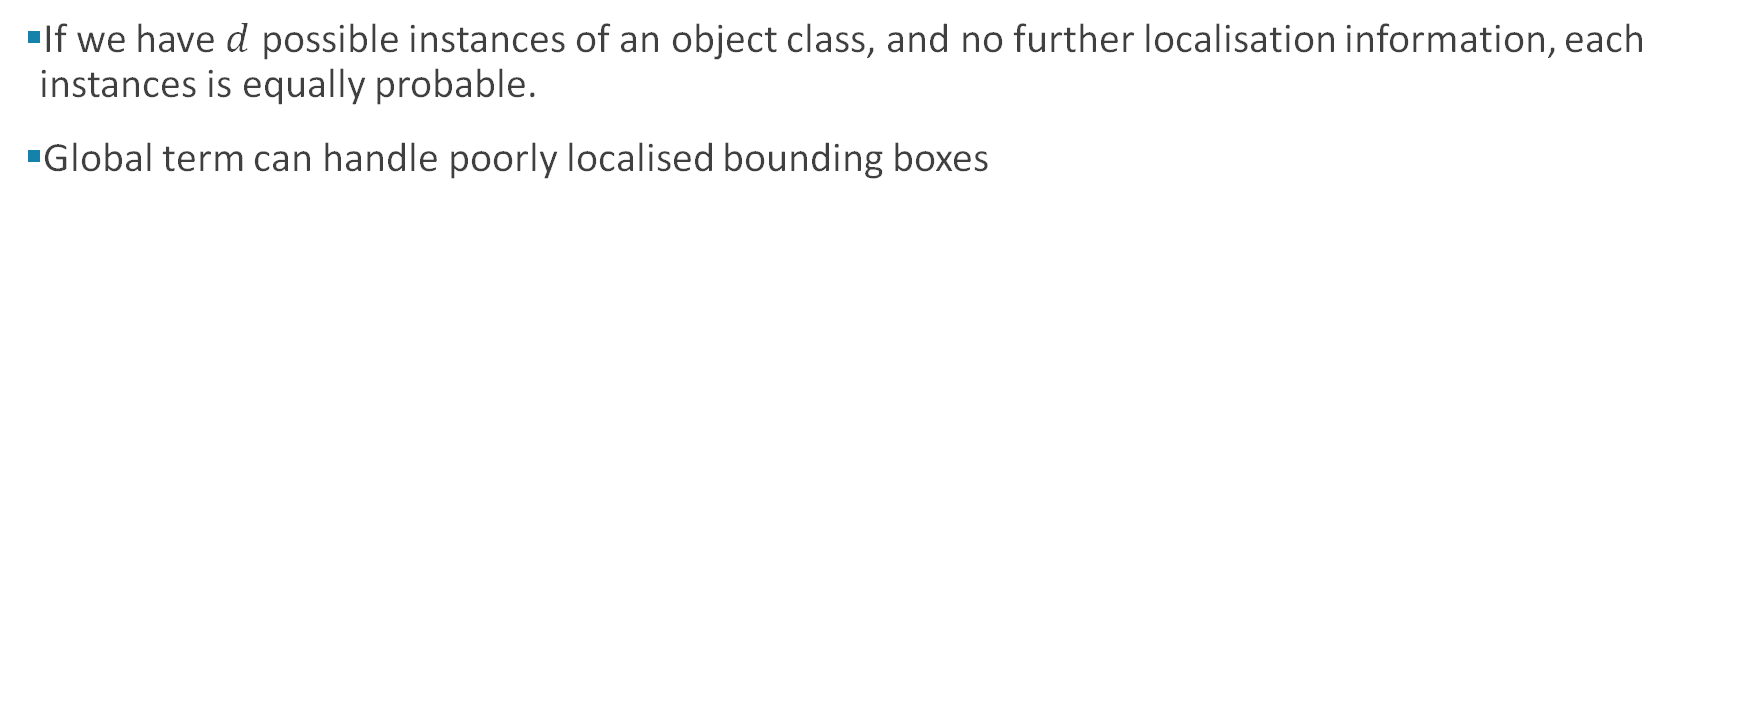 ▪If we have d possible instances of an object class, and no further localisation information, each
instances is equally probable.
▪Global term can handle poorly localised bounding boxes